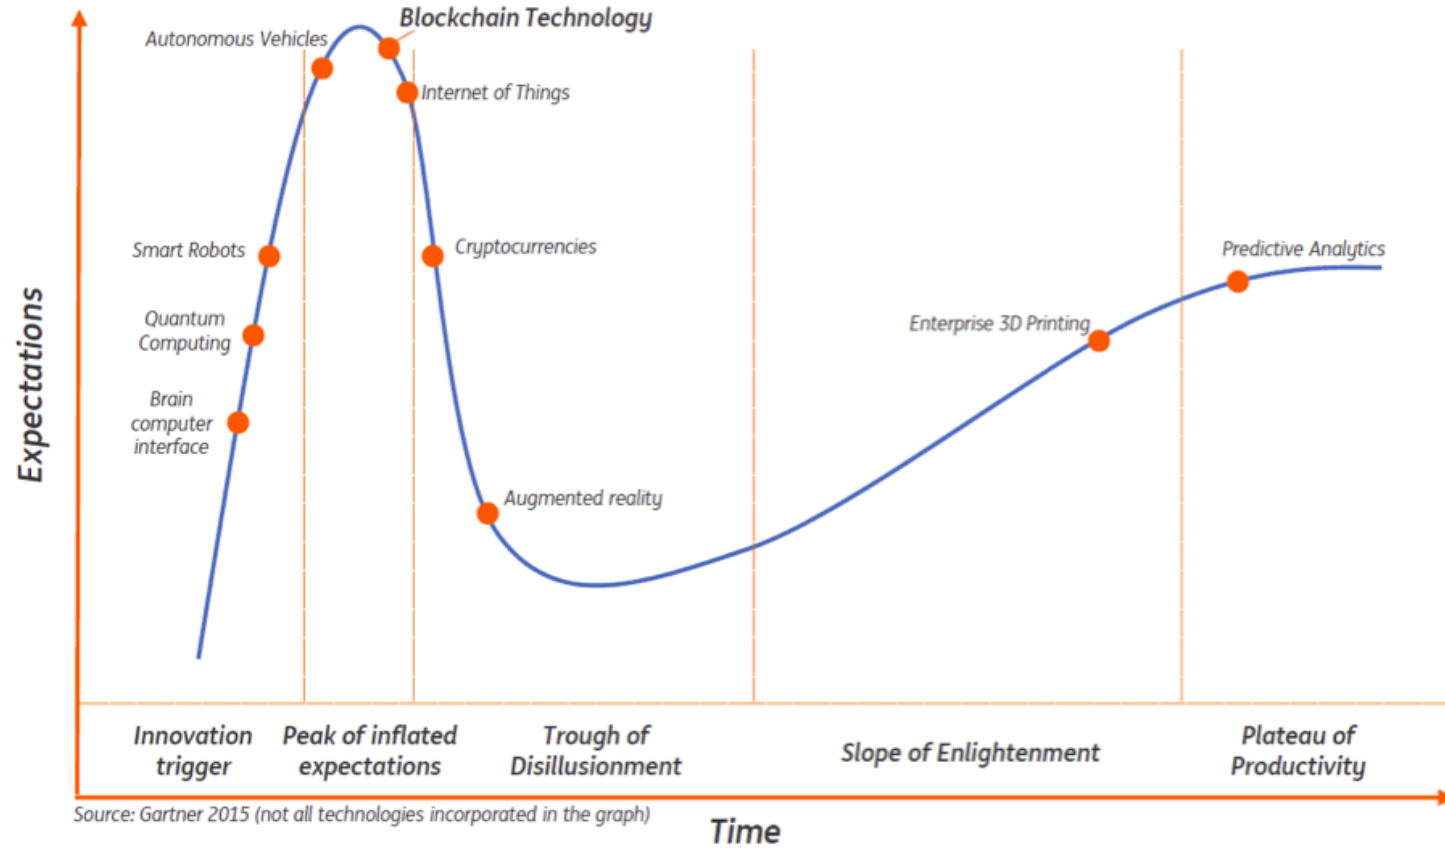 Blockchain Technology
Autonomous Vehicles
Internet of Things
Smart Robots
Cryptocurrencies
Predictive Analytics
Quantum
Computing
Enterprise 3D Printing
Brain
computer
interface
Augmented reality
Expectations
Innovation
trigger
Peak of inflated
expectations
Trough of
Disillusionment
Slope of Enlightenment
Plateau of
Productivity
Source: Gartner 2015 (not all technologies incorporated in the graph)
Time